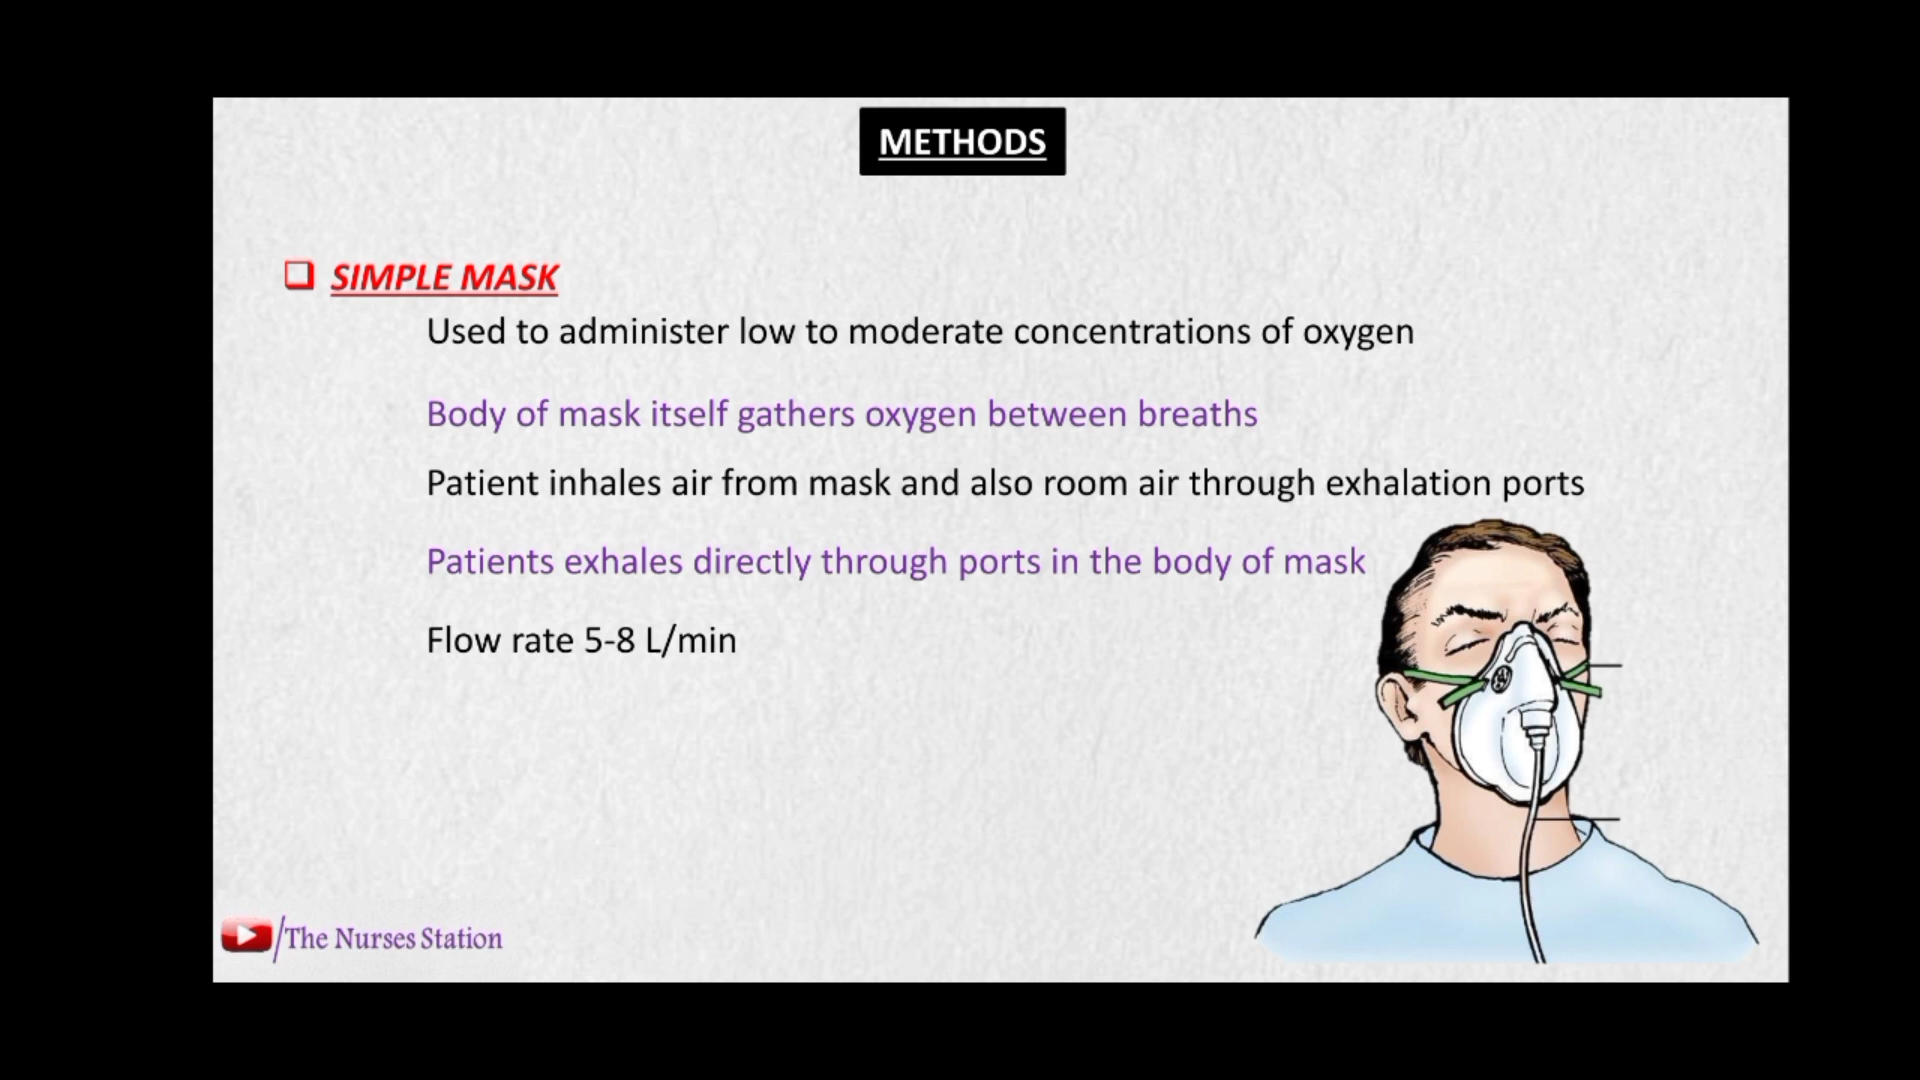 METHODS
SIMPLE MASK
Used to administer low to moderate concentrations of oxygen
Body of mask itself gathers oxygen between breaths
Patient inhales air from mask and also room air through exhalation ports
Patients exhales directly through ports in the body of mask
Flow rate 5-8 L/min
/The Nurses Station